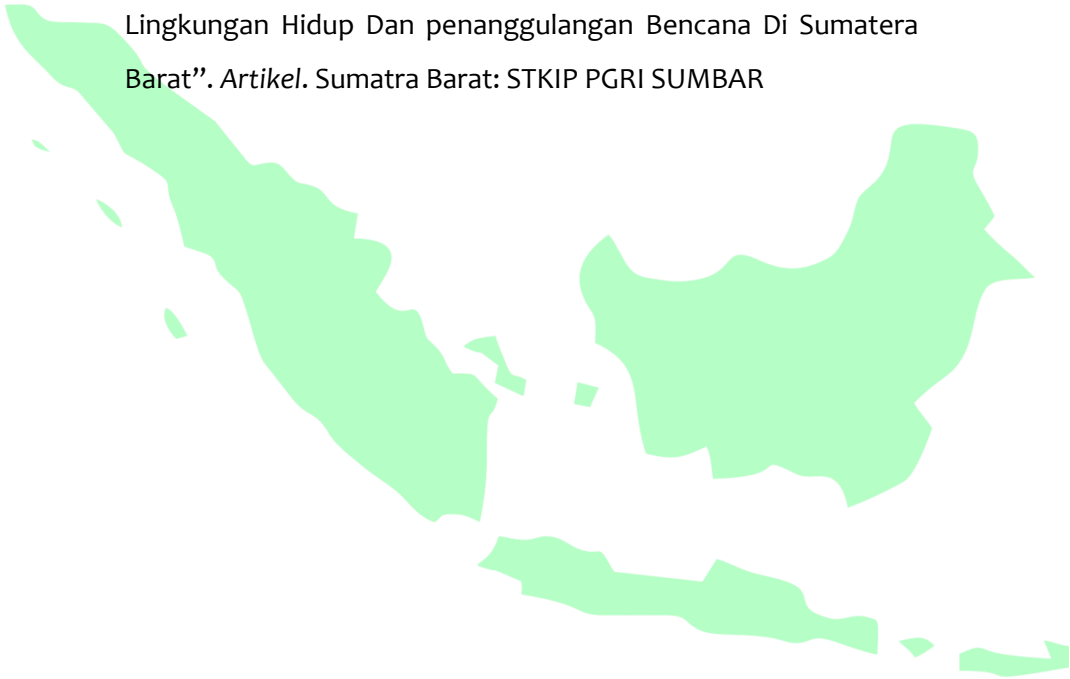 Lingkungan Hidup Dan penanggulangan Bencana Di Sumatera
Barat”. Artikel. Sumatra Barat: STKIP PGRI SUMBAR